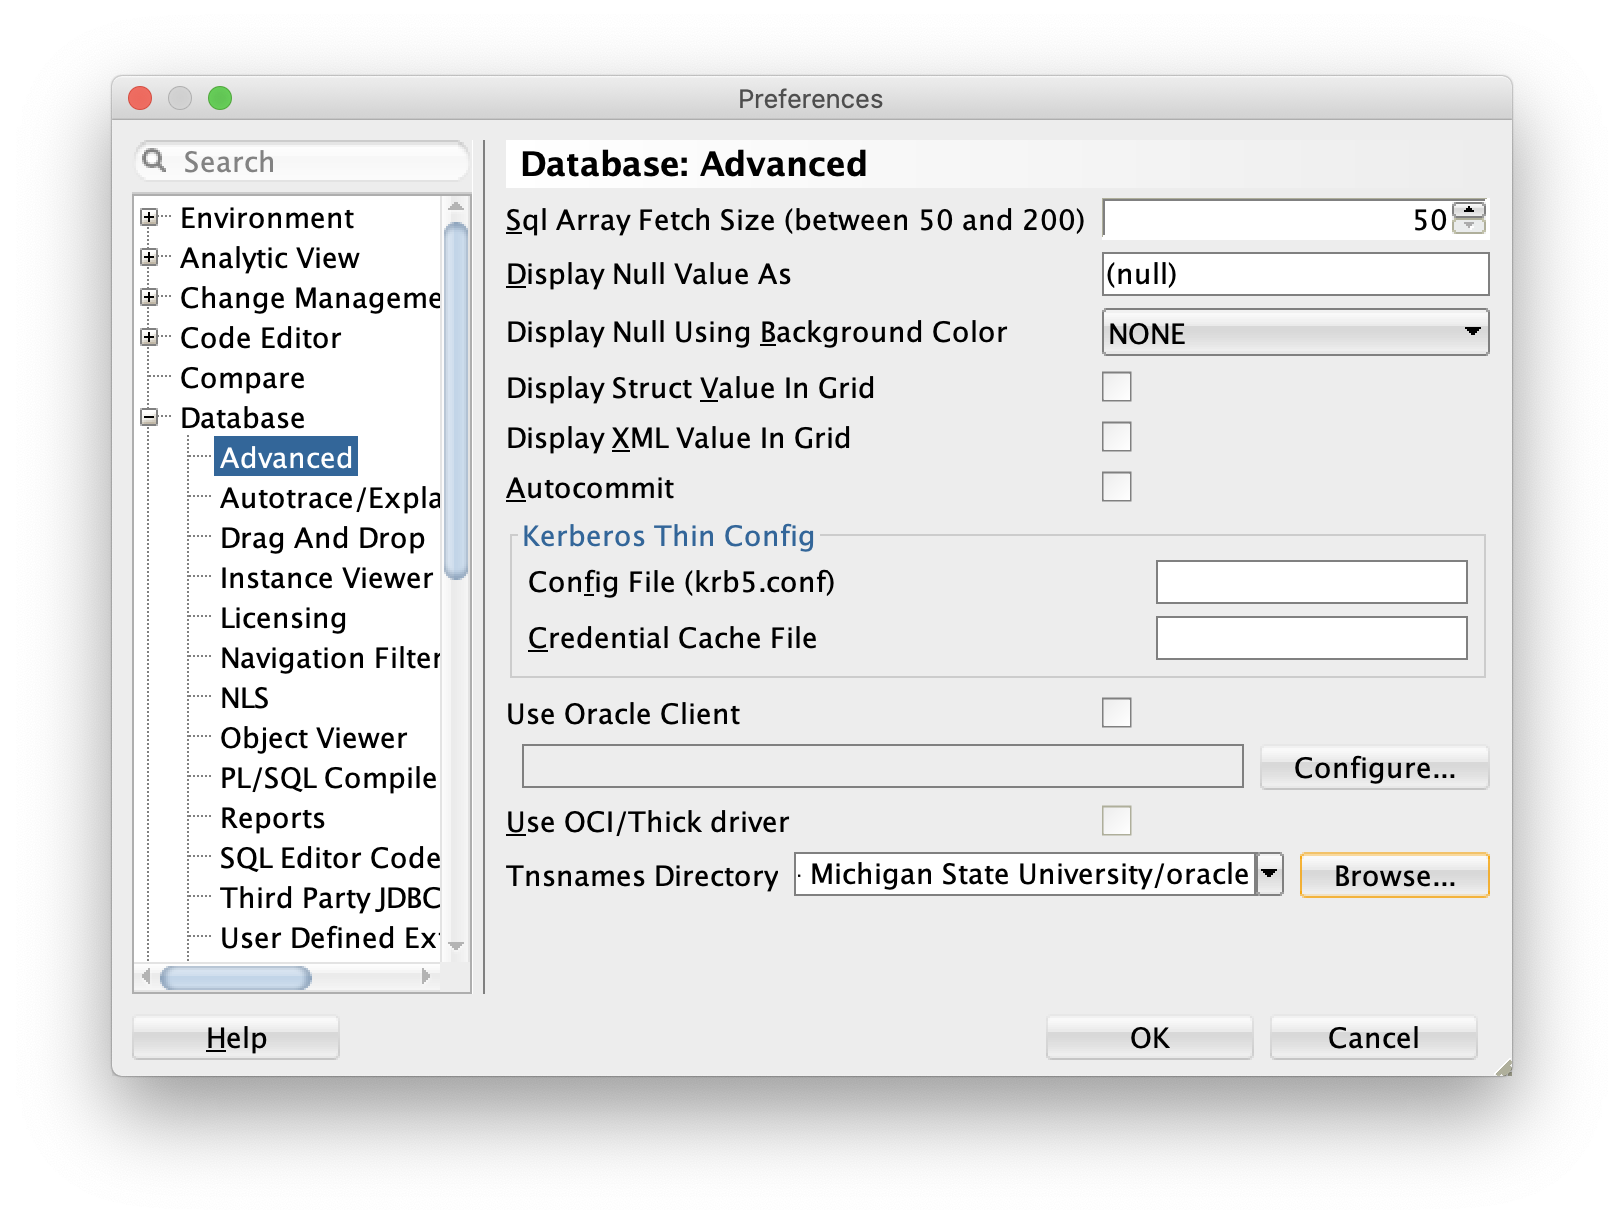 Preferences
Search
Environment
Analytic View
Change Manageme
Code Editor
Compare
Database
Advanced
Autotrace/Expla
Drag And Drop
Instance Viewer
Licensing
Navigation Filter
NLS
Object Viewer
PL/SQL Compile
Reports
SQL Editor Code
Third Party JDBC
User Defined Ext
Help
Database: Advanced
Sql Array Fetch Size (between 50 and 200) 50
Display Null Value As (null)
Display Null Using Background Color NONE
Display Struct Value In Grid
Display XML Value In Grid
Autocommit
Kerberos Thin Config
Config File (krb5.conf)
Credential Cache File
Use Oracle Client
Configure...
Use OCI/Thick driver
Tnsnames Directory - Michigan State University/oracle Browse...
OK Cancel